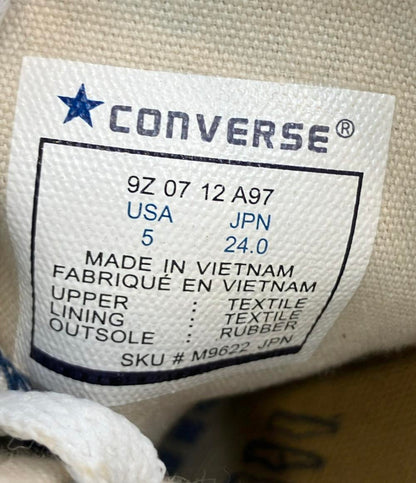 CONVERSE®
9Z 07 12 A97
USA JPN
5 24.0
MADE IN VIETNAM
FABRIQUÉ EN VIETNAM
UPPER : TEXTILE
LINING : TEXTILE
OUTSOLE : RUBBER
SKU # M9622 JPN